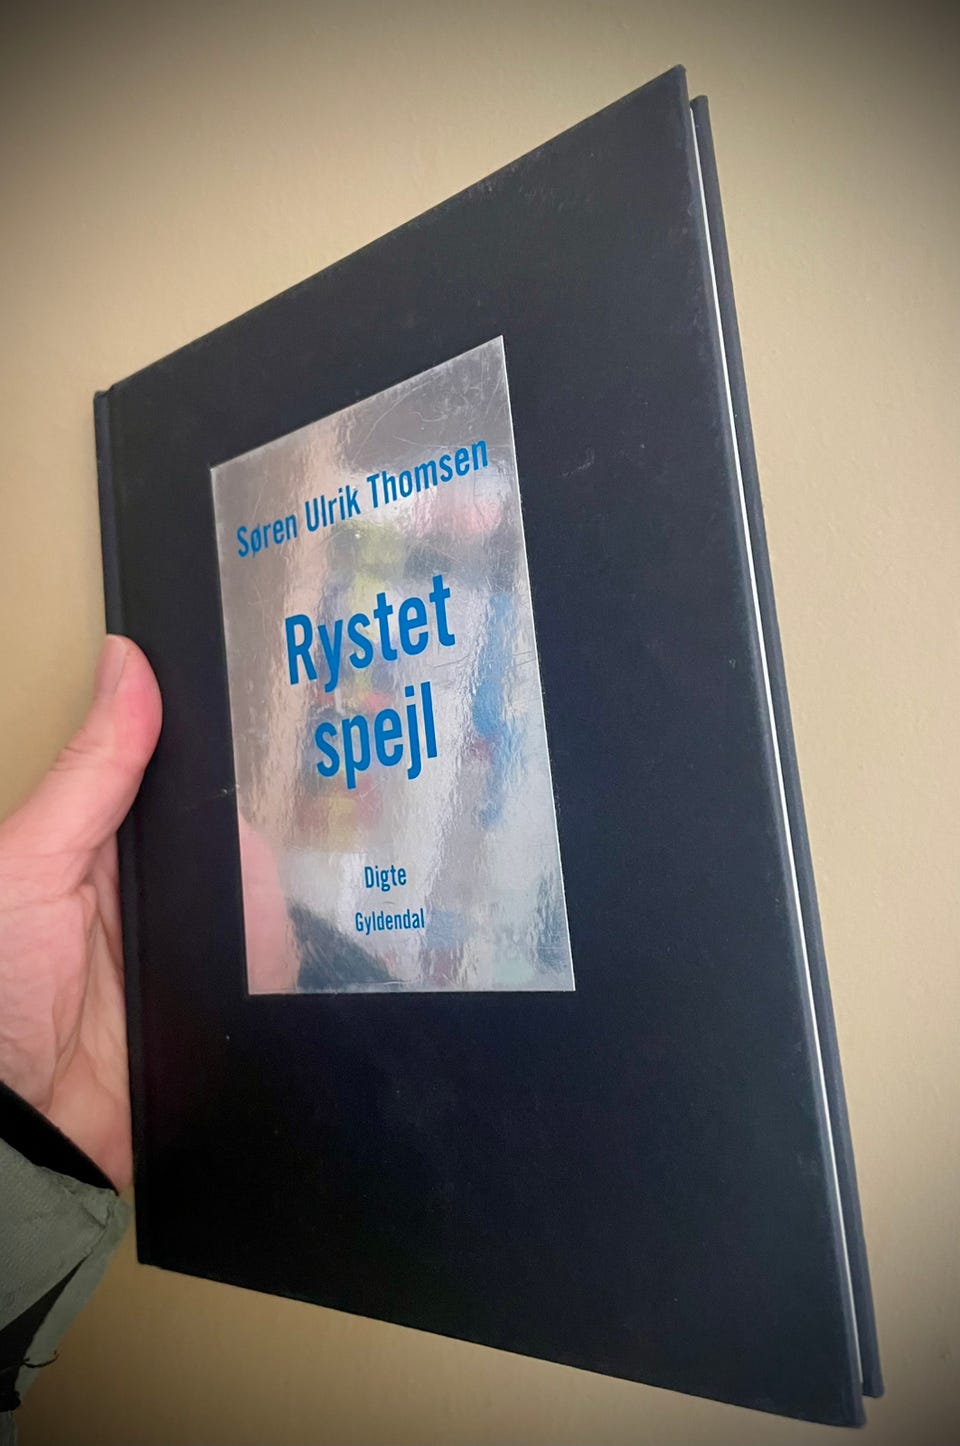 Søren Ulrik Thomsen
Rystet
spejl
Digte
Gyldendal